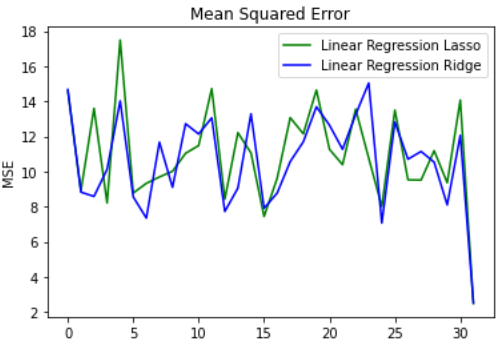 Mean Squared Error
18
16
14
12
10
8
6
4
2
MSE
Linear Regression Lasso
Linear Regression Ridge
0 5 10 15 20 25 30